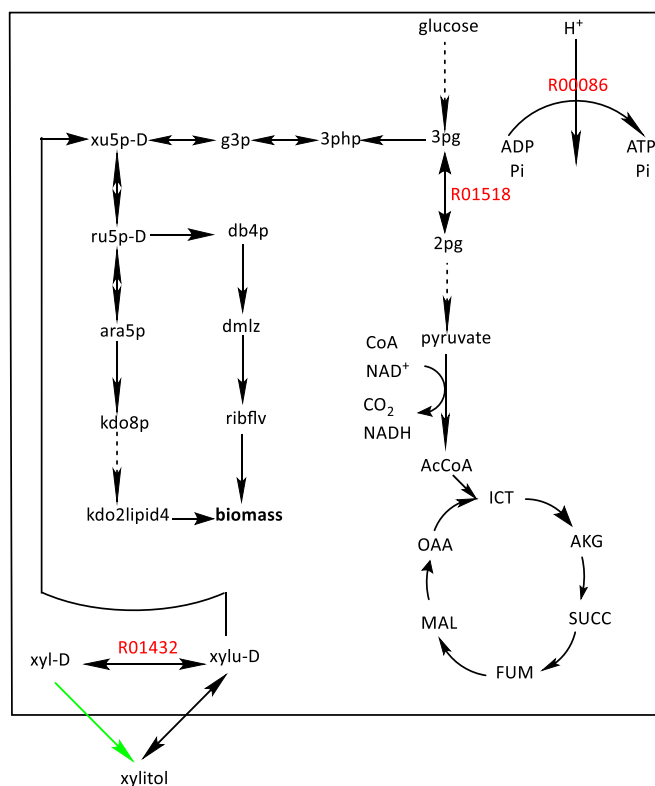 glucose
H+
R00086
xu5p-D
g3p
3php
3pg
ADP
Pi
ATP
Pi
R01518
ru5p-D
db4p
2pg
ara5p
dmlz
pyruvate
CoA
NAD+
CO2
NADH
kdo8p
ribflv
AcCoA
kdo2lipid4
biomass
ICT
OAA
AKG
MAL
SUCC
FUM
R01432
xyl-D
xylu-D
xylitol